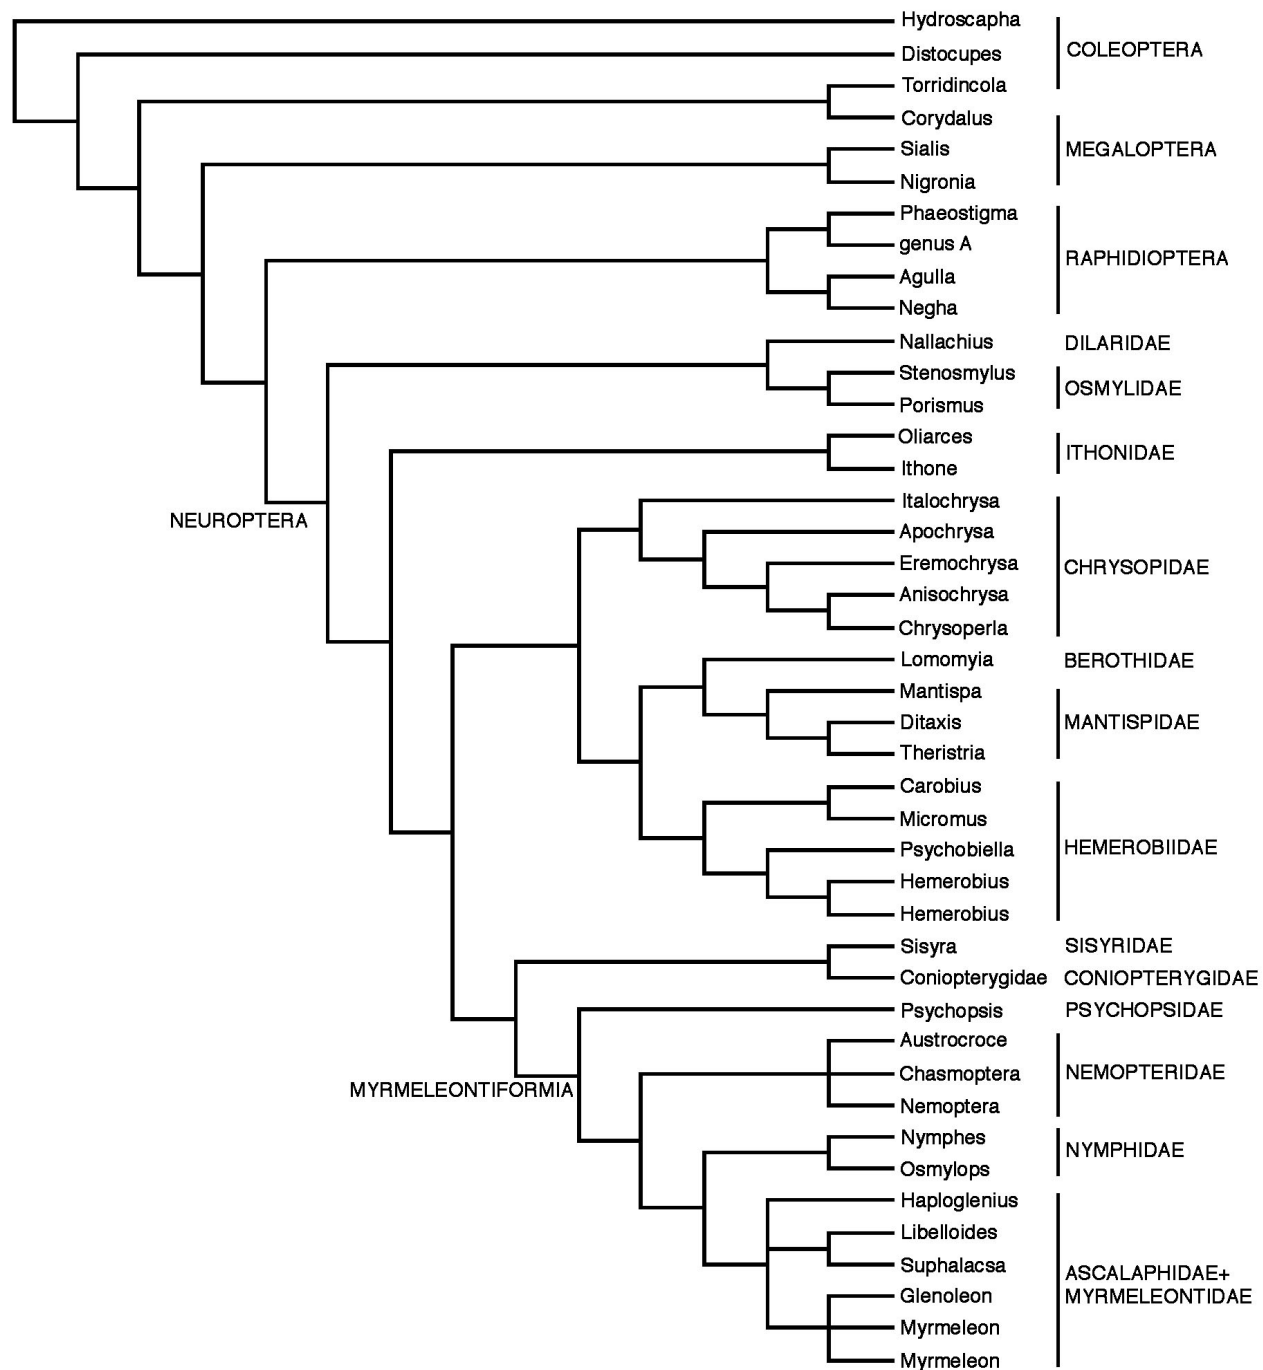 Hydroscapha
COLEOPTERA
Distocupes
Torridincola
Corydalus
MEGALOPTERA
Sialis
Nigronia
Phaeostigma
genus A
RAPHIDIOPTERA
Agulla
Negha
Nallachius DILARIDAE
Stenosmylus
OSMYLIDAE
Porismus
Oliarces
ITHONIDAE
Ithone
Italochrysa
NEUROPTERA
Apochrysa
Eremochrysa
CHRYSOPIDAE
Anisochrysa
Chrysoperla
Lomomyia BEROTHIDAE
Mantispa
Ditaxis MANTISPIDAE
Theristria
Carobius
Micromus
Psychobiella HEMEROBIIDAE
Hemerobius
Hemerobius
Sisyra SISYRIDAE
Coniopterygidae CONIOPTERYGIDAE
Psychopsis PSYCHOPSIDAE
Austrocroce
Chasmoptera NEMOPTERIDAE
MYRMELEONTIFORMIA
Nemoptera
Nymphes
NYMPHIDAE
Osmylops
Haploglenius
Libelloides
Suphalacsa
ASCALAPHIDAE+
Glenoleon MYRMELEONTIDAE
Myrmeleon
Myrmeleon